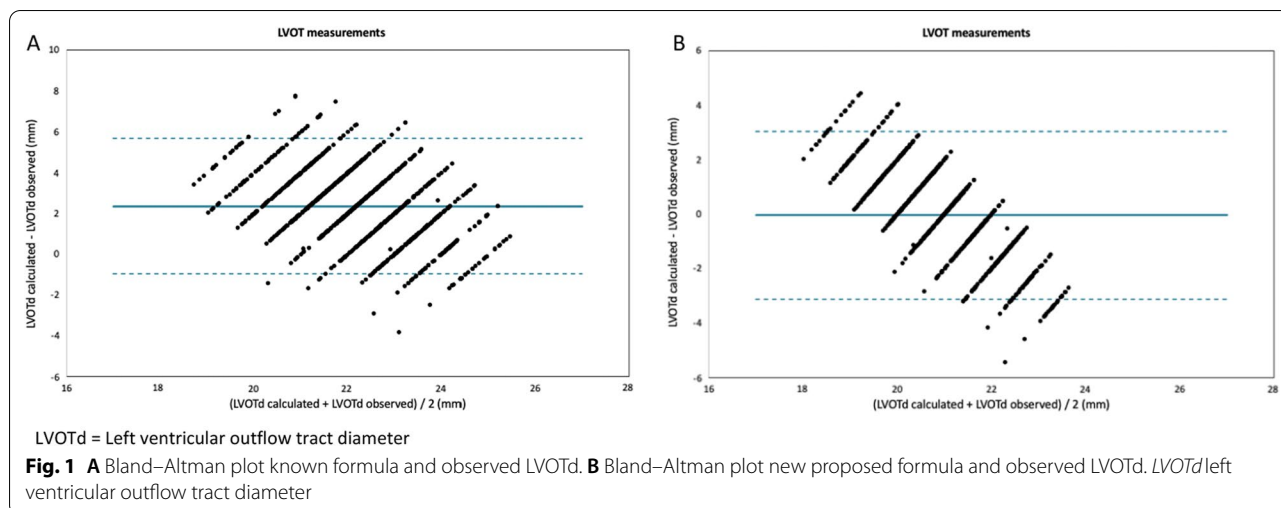 A
LVOT measurements
10
8
6
4
2
0
-2
-4
-6
16
18
20
22
24
26
28
LVOTd calculated - LVOTd observed (mm)
(LVOTd calculated + LVOTd observed) / 2 (mm)
B
LVOT measurements
6
4
2
0
-2
-4
-6
16
18
20
22
24
26
28
LVOTd calculated - LVOTd observed (mm)
(LVOTd calculated + LVOTd observed) / 2 (mm)
LVOTd = Left ventricular outflow tract diameter
Fig. 1 A Bland–Altman plot known formula and observed LVOTd. B Bland–Altman plot new proposed formula and observed LVOTd. LVOTd left
ventricular outflow tract diameter